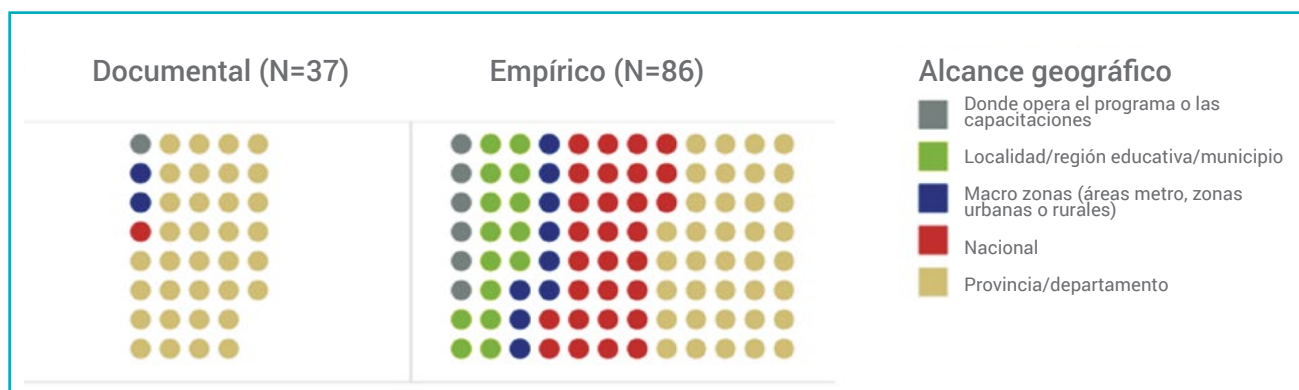 Documental (N=37)
Empírico (N=86)
Alcance geográfico
Donde opera el programa o las
capacitaciones
Localidad/región educativa/municipio
Macro zonas (áreas metro, zonas
urbanas o rurales)
Nacional
Provincia/departamento